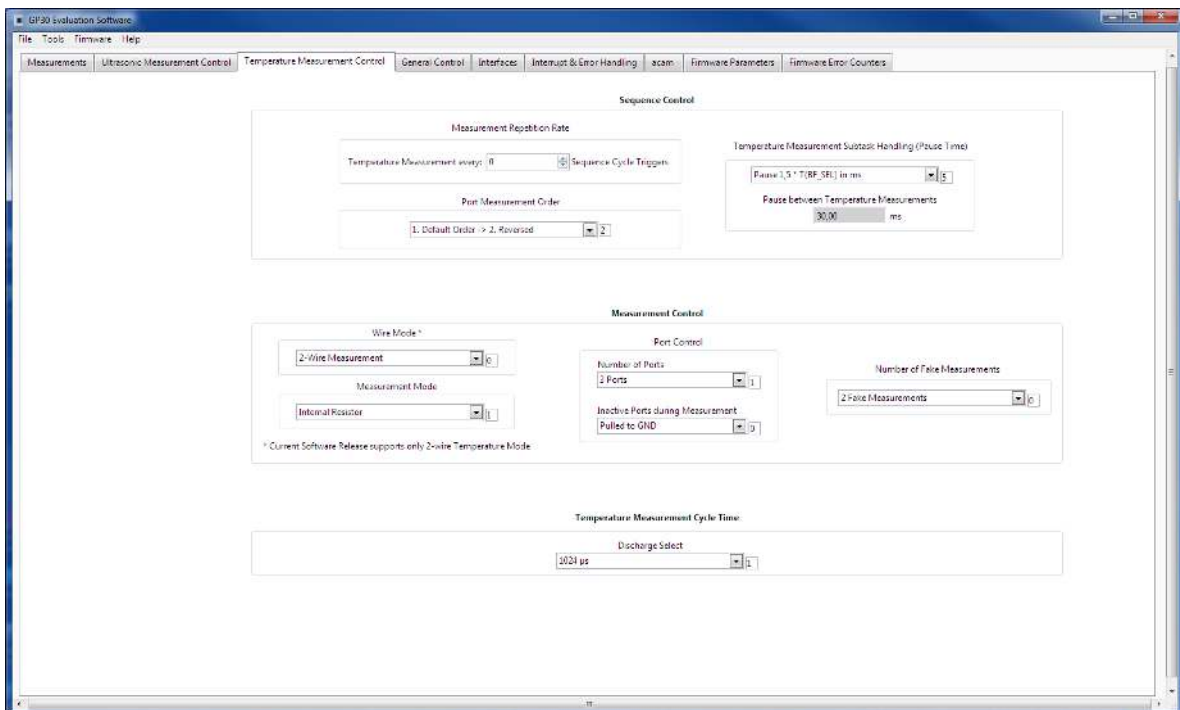 GP30 Evaluation Software
File Tools Firmware Help
Measurements Ultrasonic Measurement Control Temperature Measurement Control General Control Interfaces Interrupt & Error Handling acam Firmware Parameters Firmware Error Counters
Sequence Control
Measurement Repetition Rate
Temperature Measurement every: Sequence Cycle Triggers
Temperature Measurement Subtask Handling (Pause Time)
Pause 1,5 * T(BF_SEL) in ms 5
Port Measurement Order
Pause between Temperature Measurements
30,00 ms
1. Default Order -> 2. Reversed 2
Measurement Control
Wire Mode *
2-Wire Measurement 0
Measurement Mode
Internal Resistor 1
* Current Software Release supports only 2-wire Temperature Mode
Port Control
Number of Ports
Ports 1
Inactive Ports during Measurement
Pulled to GND 0
Number of Fake Measurements
2 Fake Measurements 0
Temperature Measurement Cycle Time
Discharge Select
1024 µs 1